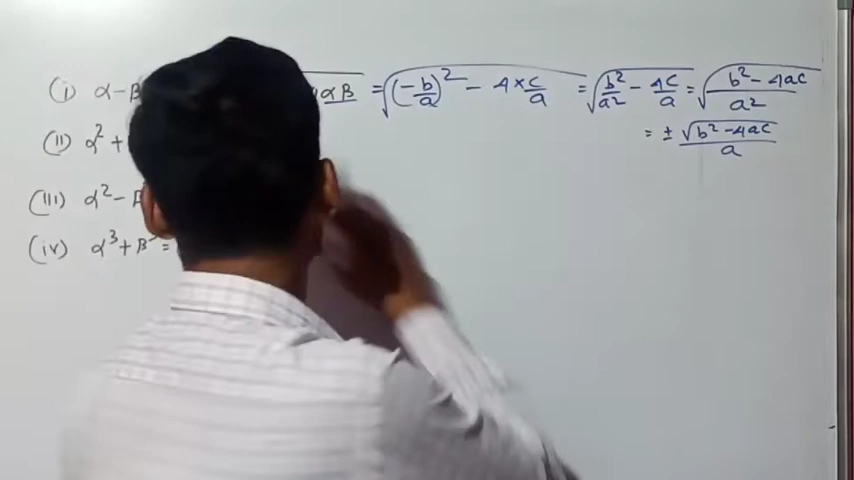 (i) α-β αβ = √((-b/a)² - 4×c/a) = √(b²/a² - 4c/a) = √((b²-4ac)/a²)
= ± √(b²-4ac)/a
(ii) α² +
(iii) α² - β
(iv) α³ + β³ =